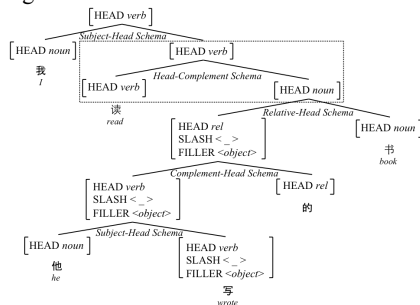 [HEAD verb]
Subject-Head Schema
[HEAD noun]
我
I
[HEAD verb]
Head-Complement Schema
[HEAD verb]
读
read
[HEAD noun]
Relative-Head Schema
HEAD rel
SLASH < _ >
FILLER <object>
[HEAD noun]
书
book
Complement-Head Schema
HEAD verb
SLASH < _ >
FILLER <object>
[HEAD rel]
的
Subject-Head Schema
[HEAD noun]
他
he
HEAD verb
SLASH < _ >
FILLER <object>
写
wrote